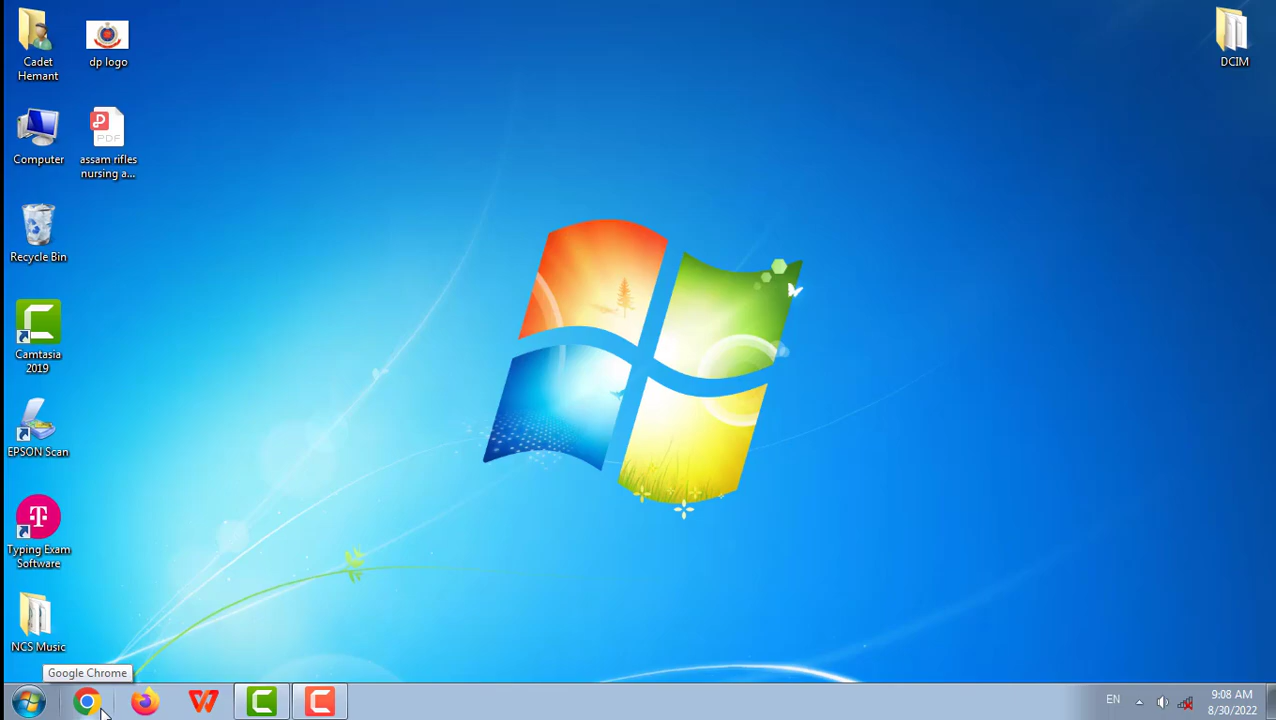 Cadet
Hemant
dp logo
DCIM
Computer
PDF
assam rifles
nursing a...
Recycle Bin
Camtasia
2019
EPSON Scan
T
Typing Exam
Software
NCS Music
Google Chrome
W
EN
9:08 AM
8/30/2022